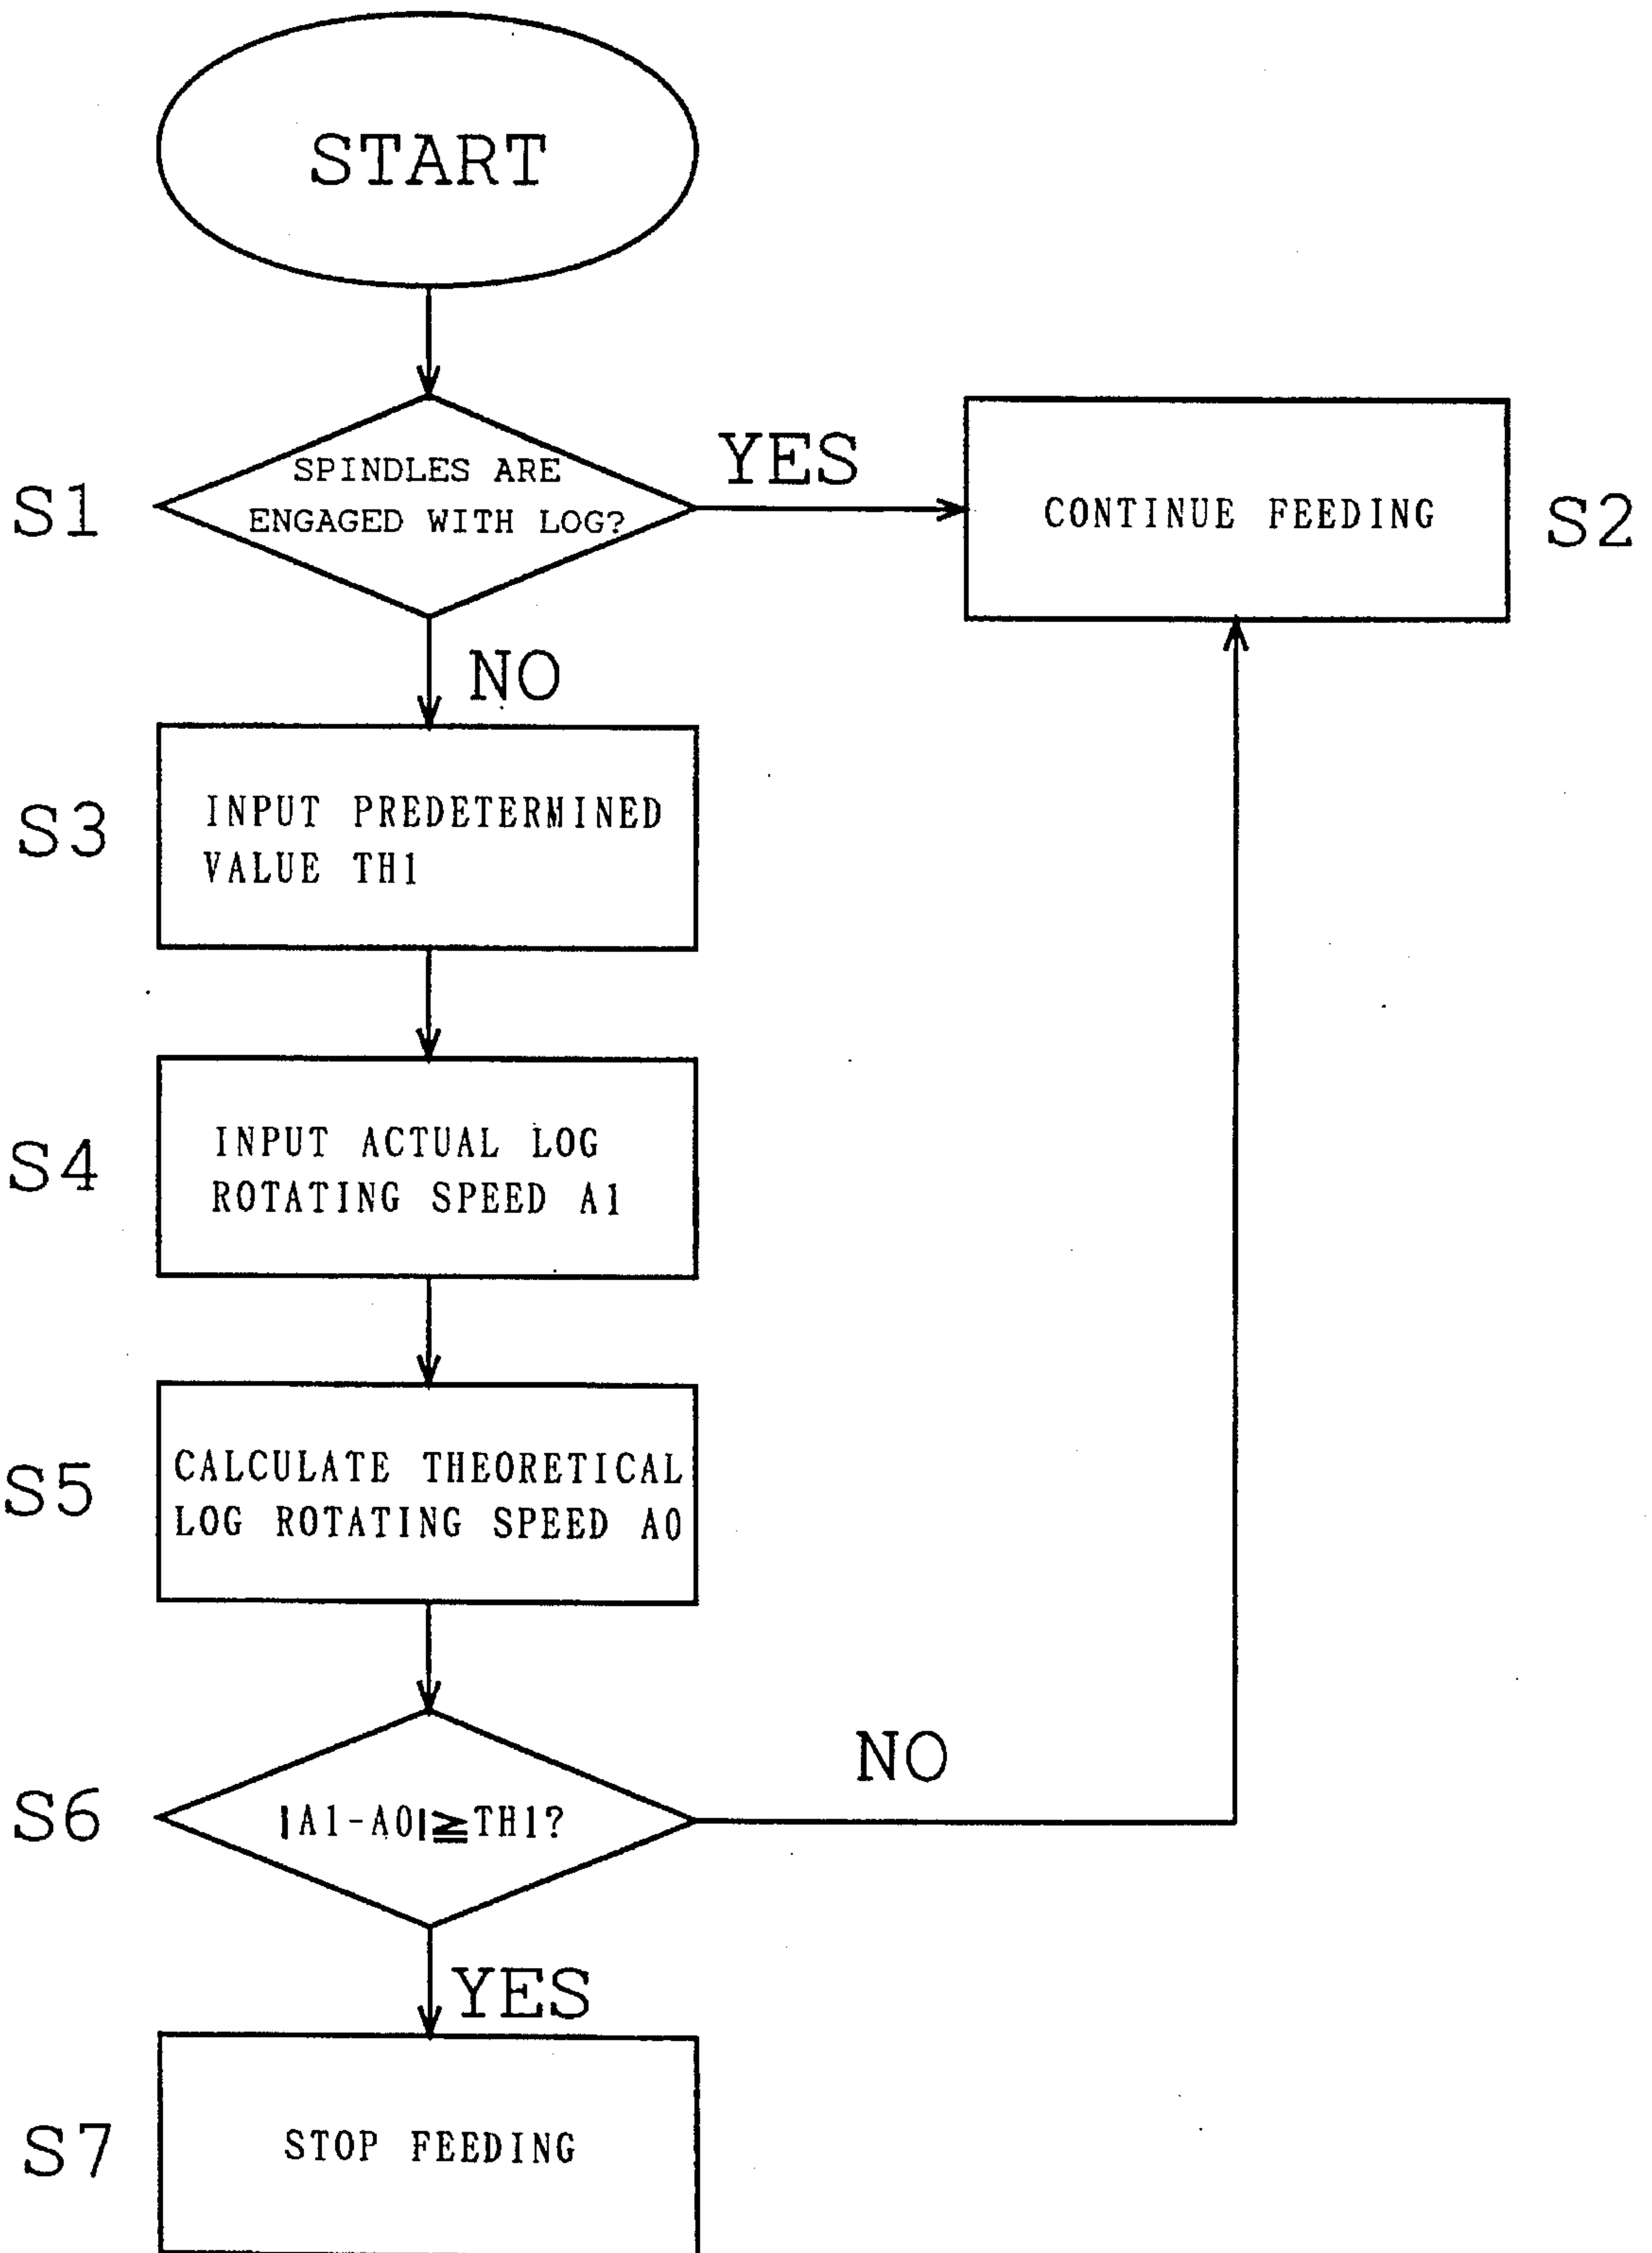 START
SPINDLES ARE
ENGAGED WITH LOG?
S1
YES
CONTINUE FEEDING
S2
NO
S3
INPUT PREDETERMINED
VALUE TH1
S4
INPUT ACTUAL LOG
ROTATING SPEED A1
S5
CALCULATE THEORETICAL
LOG ROTATING SPEED A0
S6
|A1-A0|≧TH1?
NO
YES
S7
STOP FEEDING